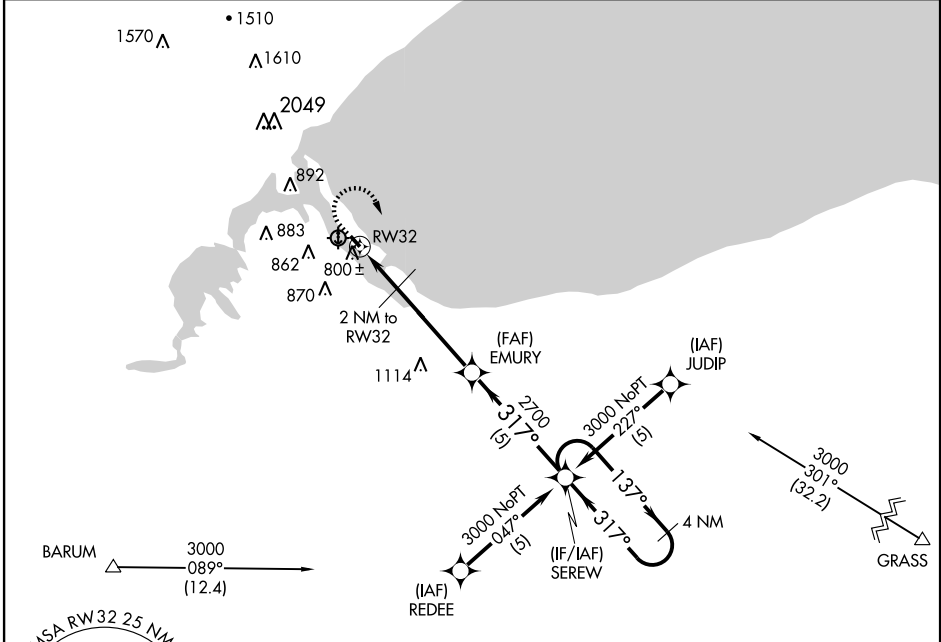 1510
1570
1610
2049
892
883
RW32
862
800±
870
2 NM to
RW32
(FAF)
EMURY
(IAF)
JUDIP
1114
2700
317°
(5)
3000 NoPT
227°
(5)
3000
301°
(32.2)
137°
3000 NoPT
047°
(5)
317°
4 NM
BARUM
3000
089°
(12.4)
(IF/IAF)
SEREW
GRASS
(IAF)
REDEE
MSA RW32 25 NM